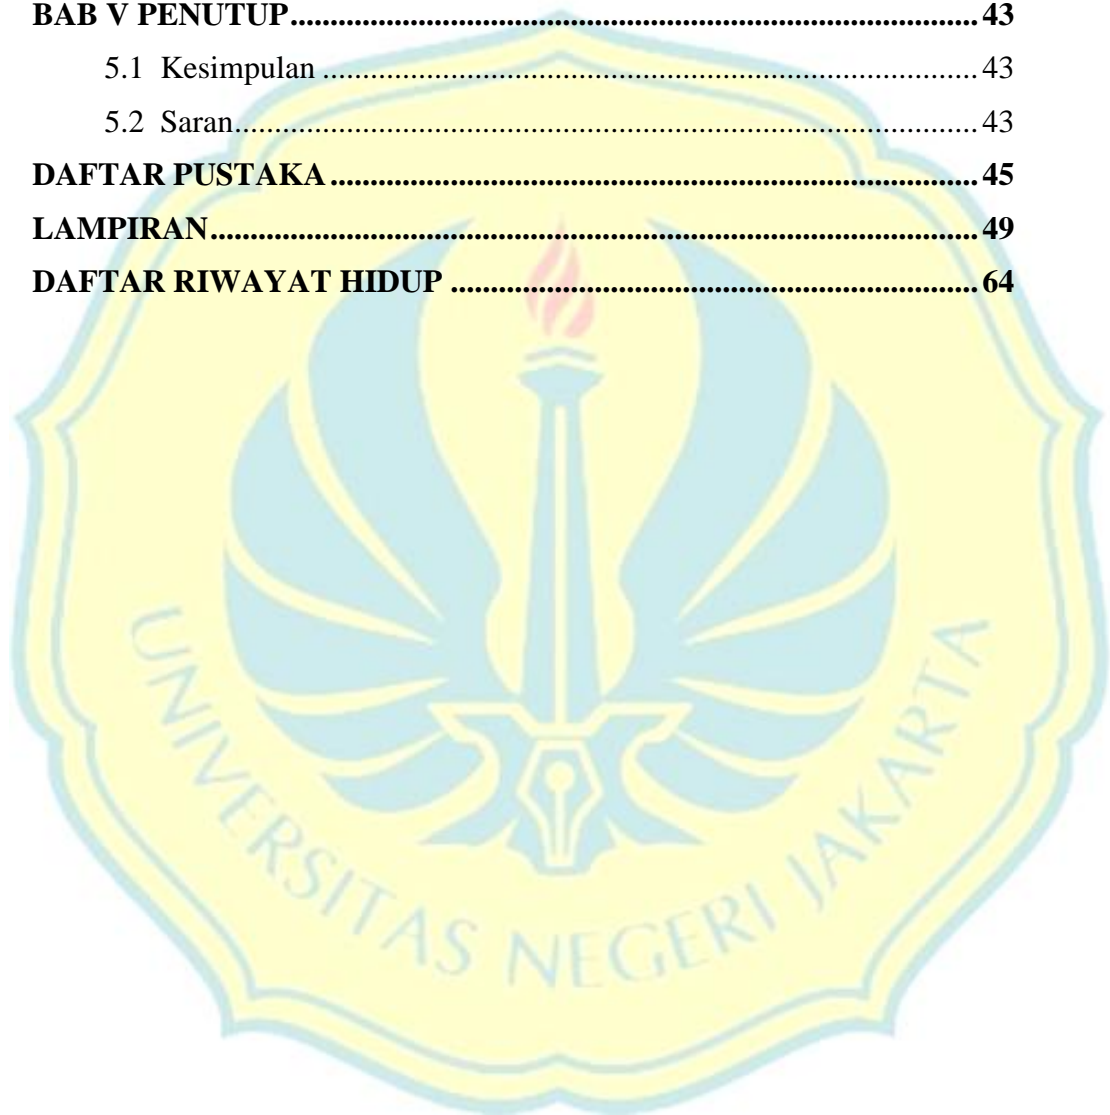 BAB V PENUTUP...................................................................................... 43
5.1 Kesimpulan .................................................................................. 43
5.2 Saran............................................................................................. 43
DAFTAR PUSTAKA................................................................................. 45
LAMPIRAN................................................................................................ 49
DAFTAR RIWAYAT HIDUP .................................................................. 64
UNIVERSITAS NEGERI JAKARTA